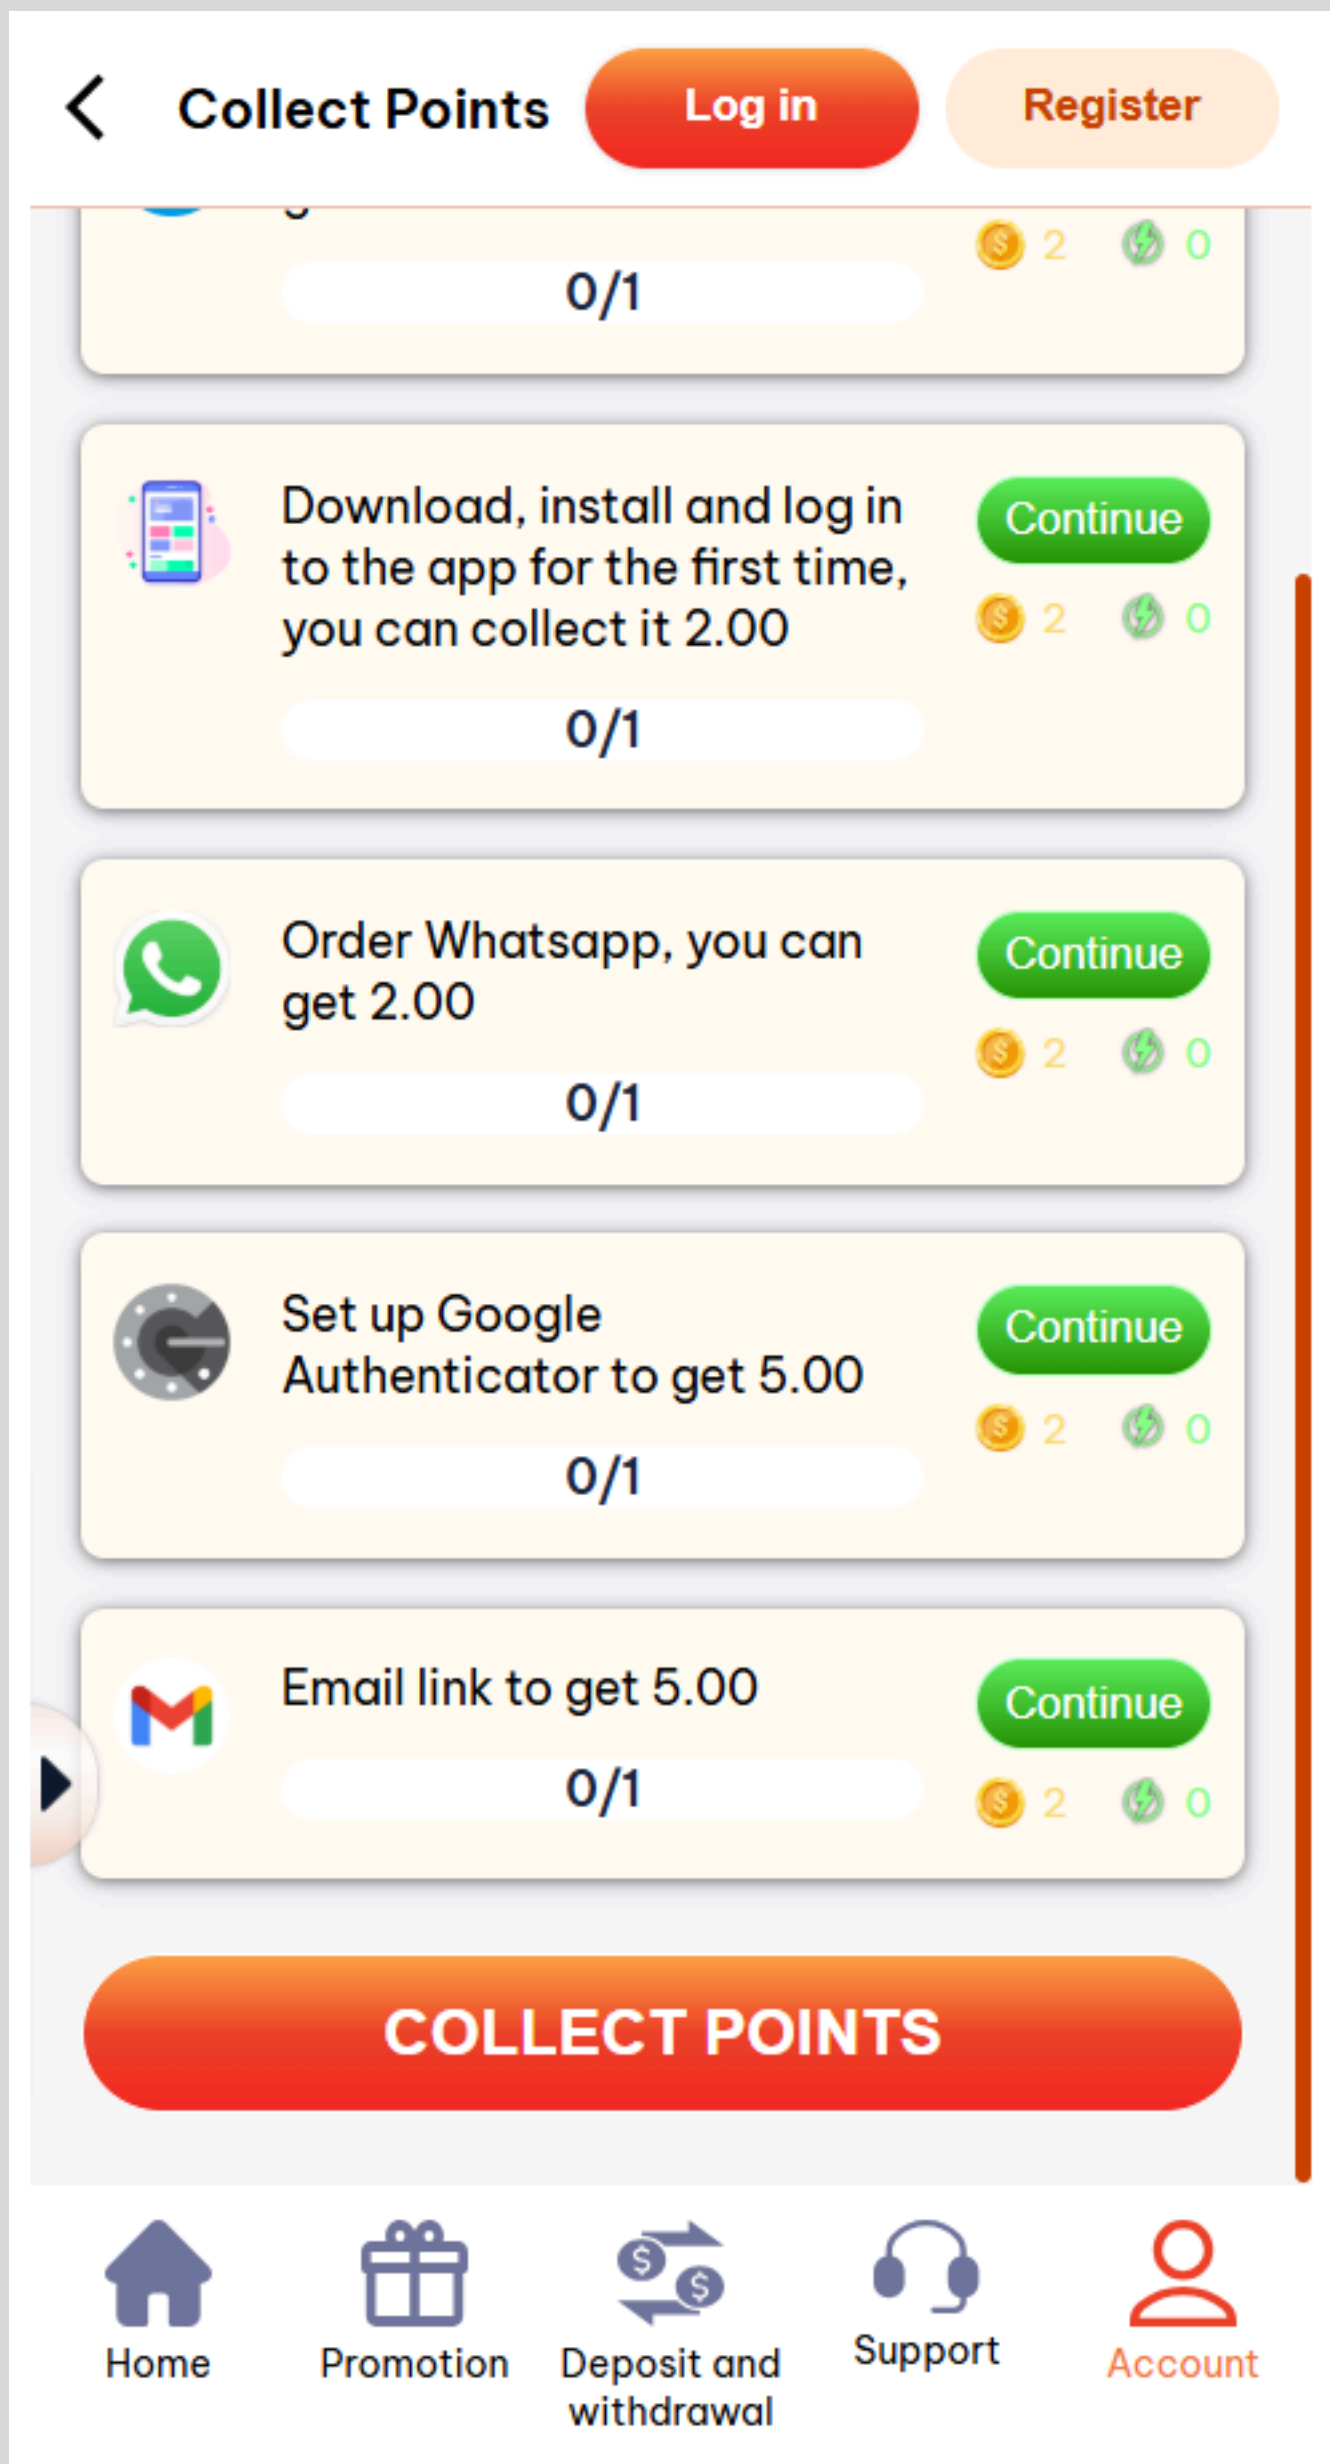 Collect Points
Log in
Register
2
0
0/1
Download, install and log in
to the app for the first time,
you can collect it 2.00
Continue
2
0
0/1
Order Whatsapp, you can
get 2.00
Continue
2
0
0/1
Set up Google
Authenticator to get 5.00
Continue
2
0
0/1
Email link to get 5.00
Continue
2
0
0/1
COLLECT POINTS
Home
Promotion
Deposit and
withdrawal
Support
Account